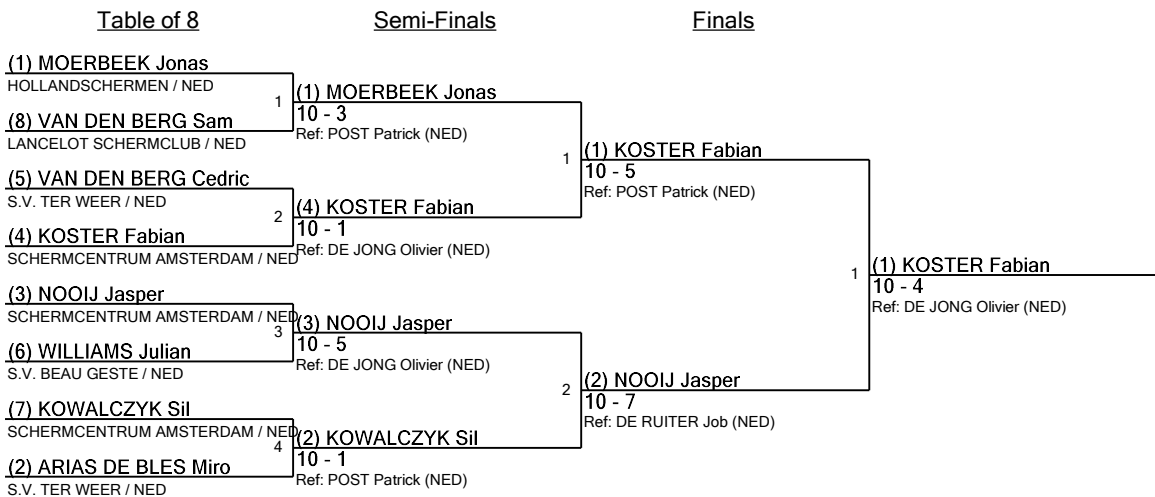 Table of 8
Semi-Finals
Finals
(1) MOERBEEK Jonas
HOLLANDSCHERMEN / NED
1
(8) VAN DEN BERG Sam
LANCELOT SCHERMCLUB / NED
(5) VAN DEN BERG Cedric
S.V. TER WEER / NED
2
(4) KOSTER Fabian
SCHERMCENTRUM AMSTERDAM / NED
(3) NOOIJ Jasper
SCHERMCENTRUM AMSTERDAM / NED
3
(6) WILLIAMS Julian
S.V. BEAU GESTE / NED
(7) KOWALCZYK Sil
SCHERMCENTRUM AMSTERDAM / NED
4
(2) ARIAS DE BLES Miro
S.V. TER WEER / NED
(1) MOERBEEK Jonas
10 - 3
Ref: POST Patrick (NED)
1
(4) KOSTER Fabian
10 - 1
Ref: DE JONG Olivier (NED)
(3) NOOIJ Jasper
10 - 5
Ref: DE JONG Olivier (NED)
2
(2) KOWALCZYK Sil
10 - 1
Ref: POST Patrick (NED)
(1) KOSTER Fabian
10 - 5
Ref: POST Patrick (NED)
1
(2) NOOIJ Jasper
10 - 7
Ref: DE RUITER Job (NED)
(1) KOSTER Fabian
10 - 4
Ref: DE JONG Olivier (NED)